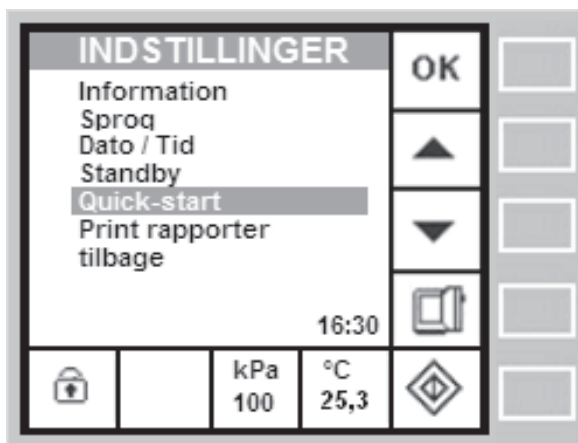 INDSTILLINGER
OK
Information
Sprog
Dato / Tid
Standby
Quick-start
Print rapporter
tilbage
16:30
kPa
100
°C
25,3